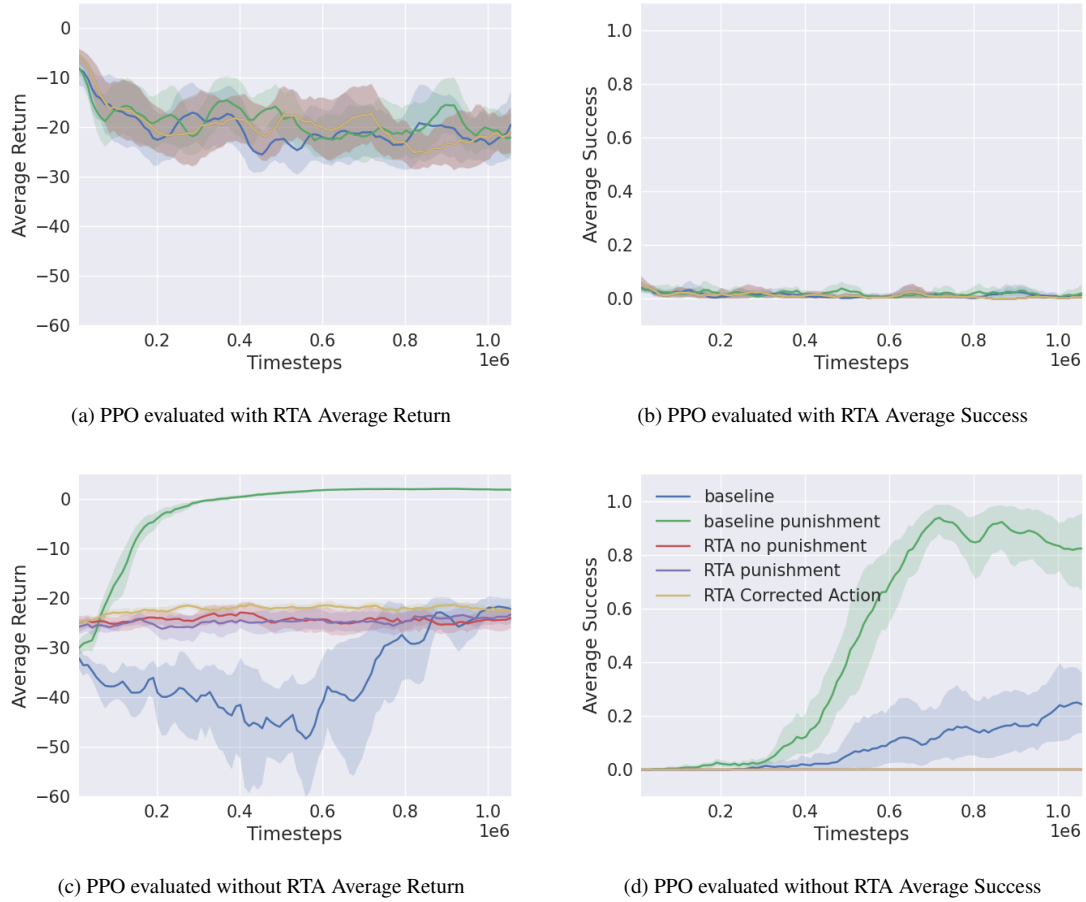 0
−10
−20
−30
−40
−50
−60
Average Return
0.2 0.4 0.6 0.8 1.0
1e6
Timesteps
(a) PPO evaluated with RTA Average Return
1.0
0.8
0.6
0.4
0.2
0.0
Average Success
0.2 0.4 0.6 0.8 1.0
1e6
Timesteps
(b) PPO evaluated with RTA Average Success
0
−10
−20
−30
−40
−50
−60
Average Return
0.2 0.4 0.6 0.8 1.0
1e6
Timesteps
(c) PPO evaluated without RTA Average Return
1.0
0.8
0.6
0.4
0.2
0.0
Average Success
baseline
baseline punishment
RTA no punishment
RTA punishment
RTA Corrected Action
0.2 0.4 0.6 0.8 1.0
1e6
Timesteps
(d) PPO evaluated without RTA Average Success